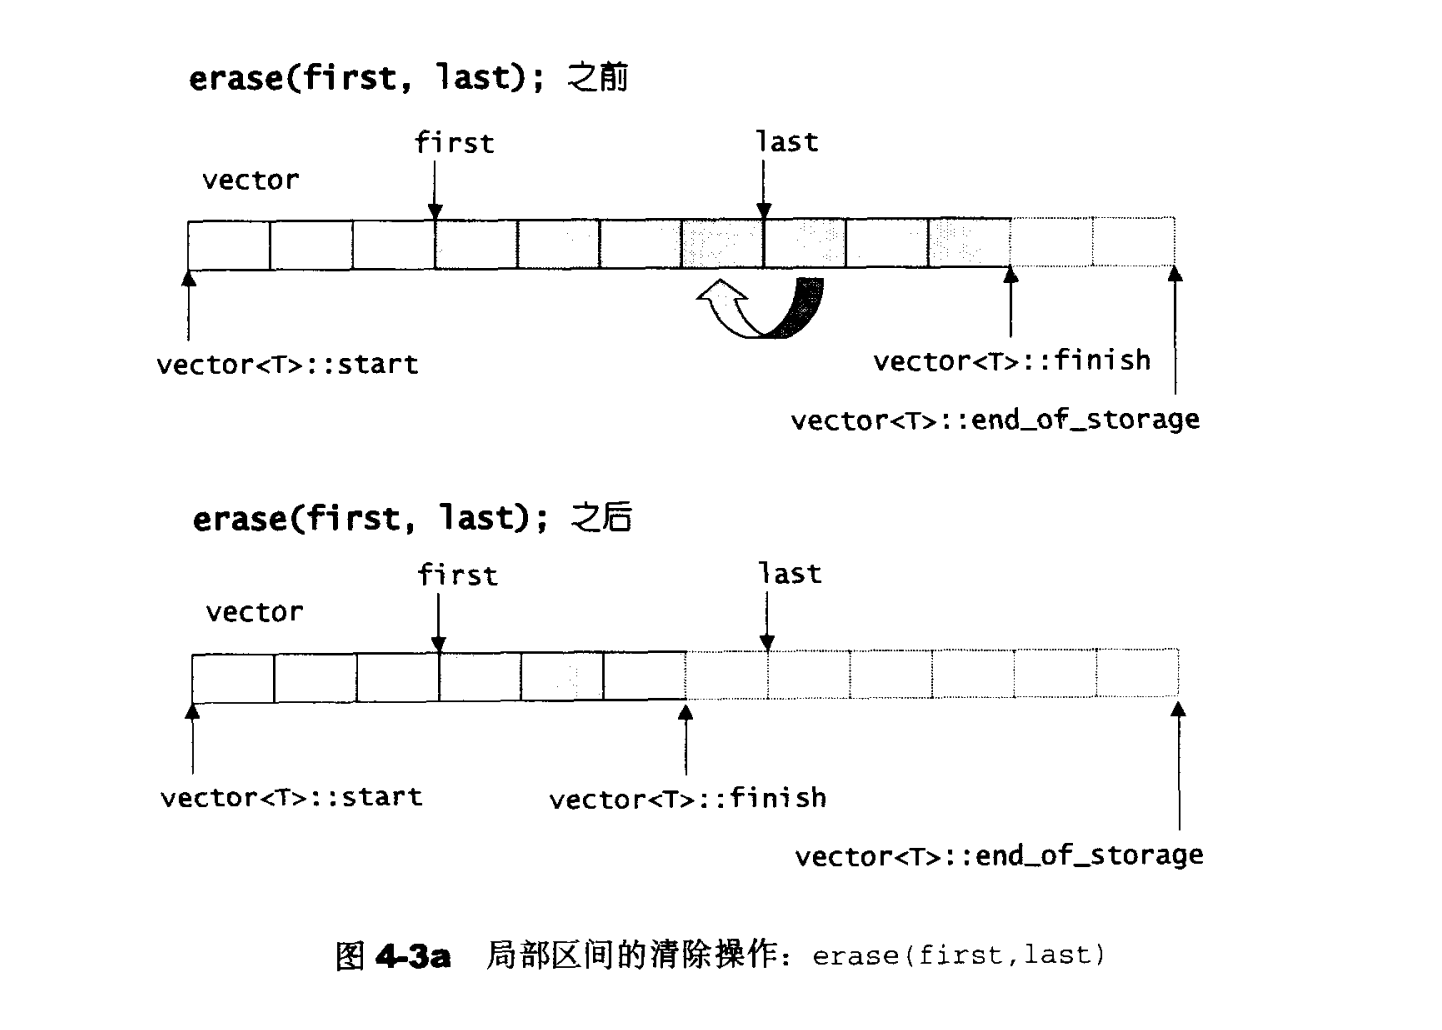 erase(first, last); 之前
first last
vector
vector<T>::start vector<T>::finish
vector<T>::end_of_storage
erase(first, last); 之后
first last
vector
vector<T>::start vector<T>::finish
vector<T>::end_of_storage
图 4-3a 局部区间的清除操作：erase(first,last)